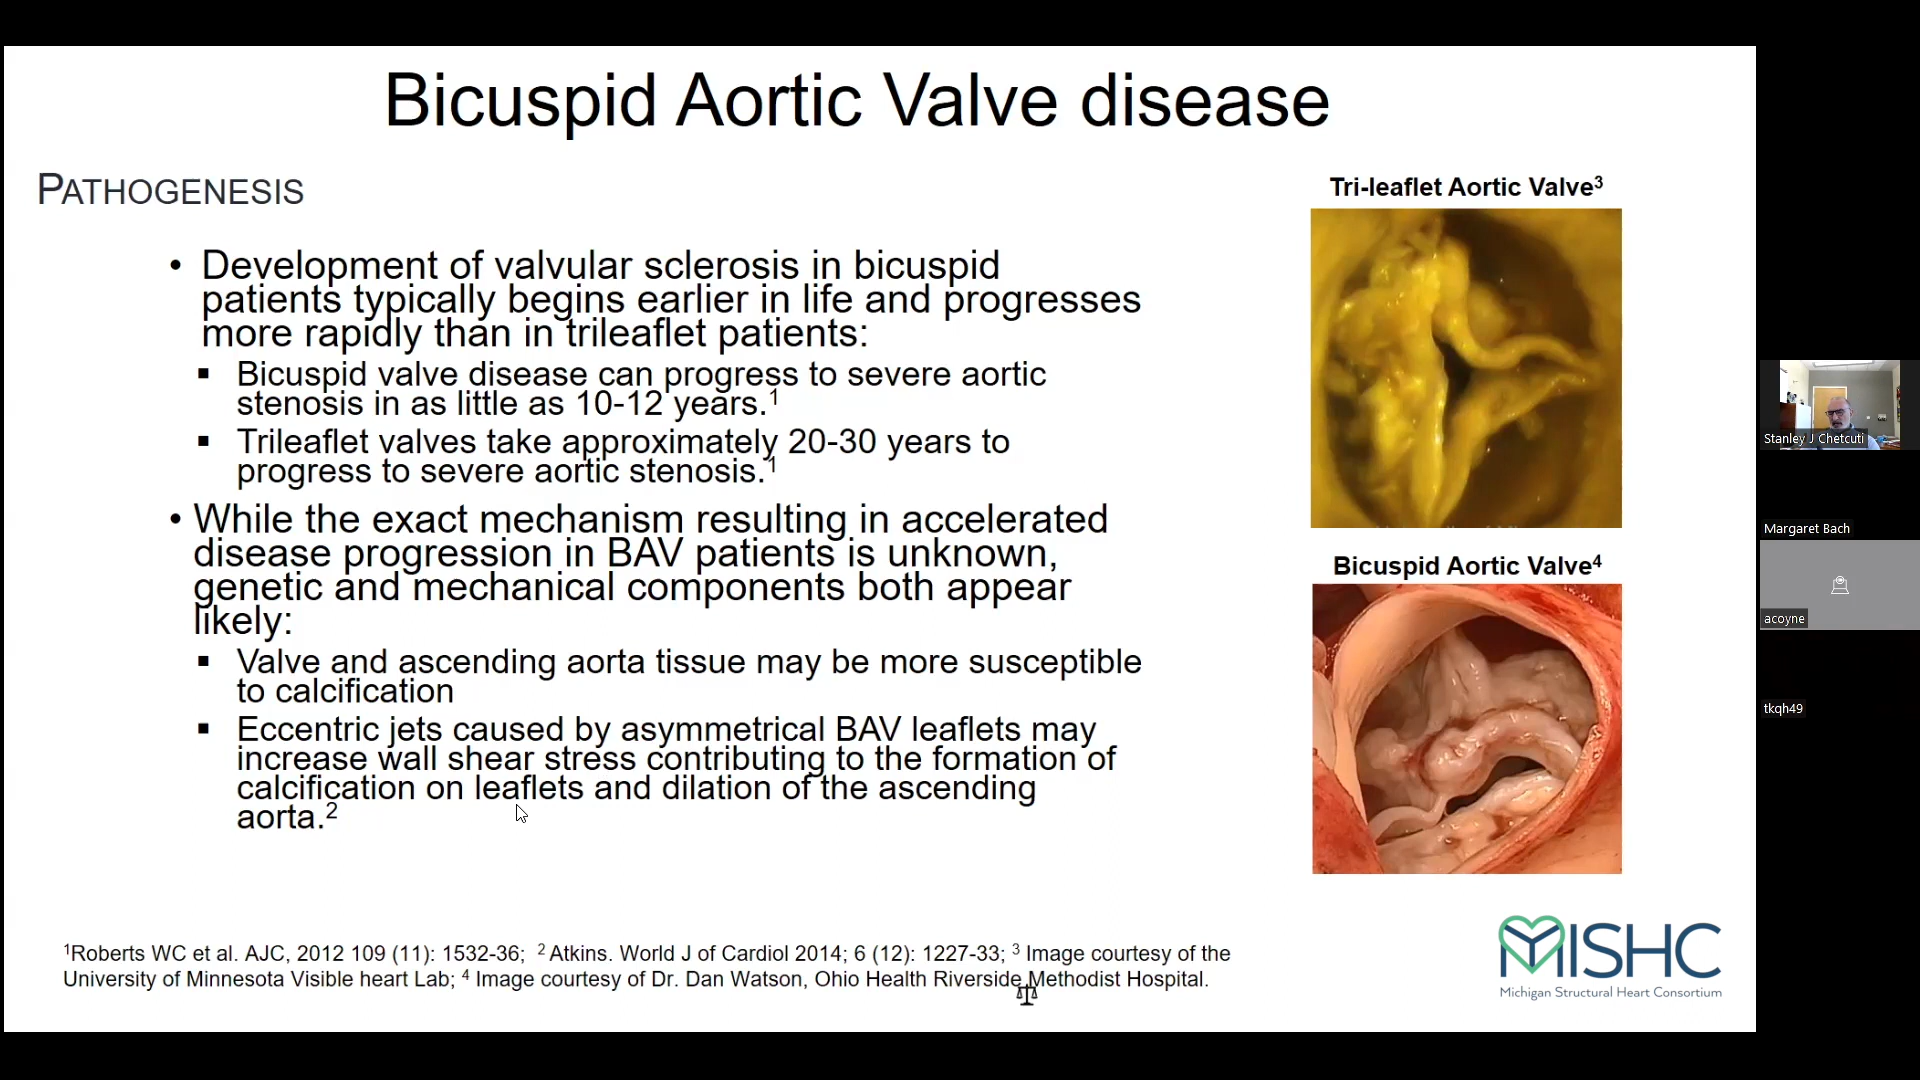 Bicuspid Aortic Valve disease
PATHOGENESIS
• Development of valvular sclerosis in bicuspid
patients typically begins earlier in life and progresses
more rapidly than in trileaflet patients:
▪ Bicuspid valve disease can progress to severe aortic
stenosis in as little as 10-12 years.¹
▪ Trileaflet valves take approximately 20-30 years to
progress to severe aortic stenosis.¹
• While the exact mechanism resulting in accelerated
disease progression in BAV patients is unknown,
genetic and mechanical components both appear
likely:
▪ Valve and ascending aorta tissue may be more susceptible
to calcification
▪ Eccentric jets caused by asymmetrical BAV leaflets may
increase wall shear stress contributing to the formation of
calcification on leaflets and dilation of the ascending
aorta.²
Tri-leaflet Aortic Valve³
Bicuspid Aortic Valve⁴
¹Roberts WC et al. AJC, 2012 109 (11): 1532-36; ² Atkins. World J of Cardiol 2014; 6 (12): 1227-33; ³ Image courtesy of the
University of Minnesota Visible heart Lab; ⁴ Image courtesy of Dr. Dan Watson, Ohio Health Riverside Methodist Hospital.
MISHC
Michigan Structural Heart Consortium
Stanley J Chetcuti
Margaret Bach
acoyne
tkqh49